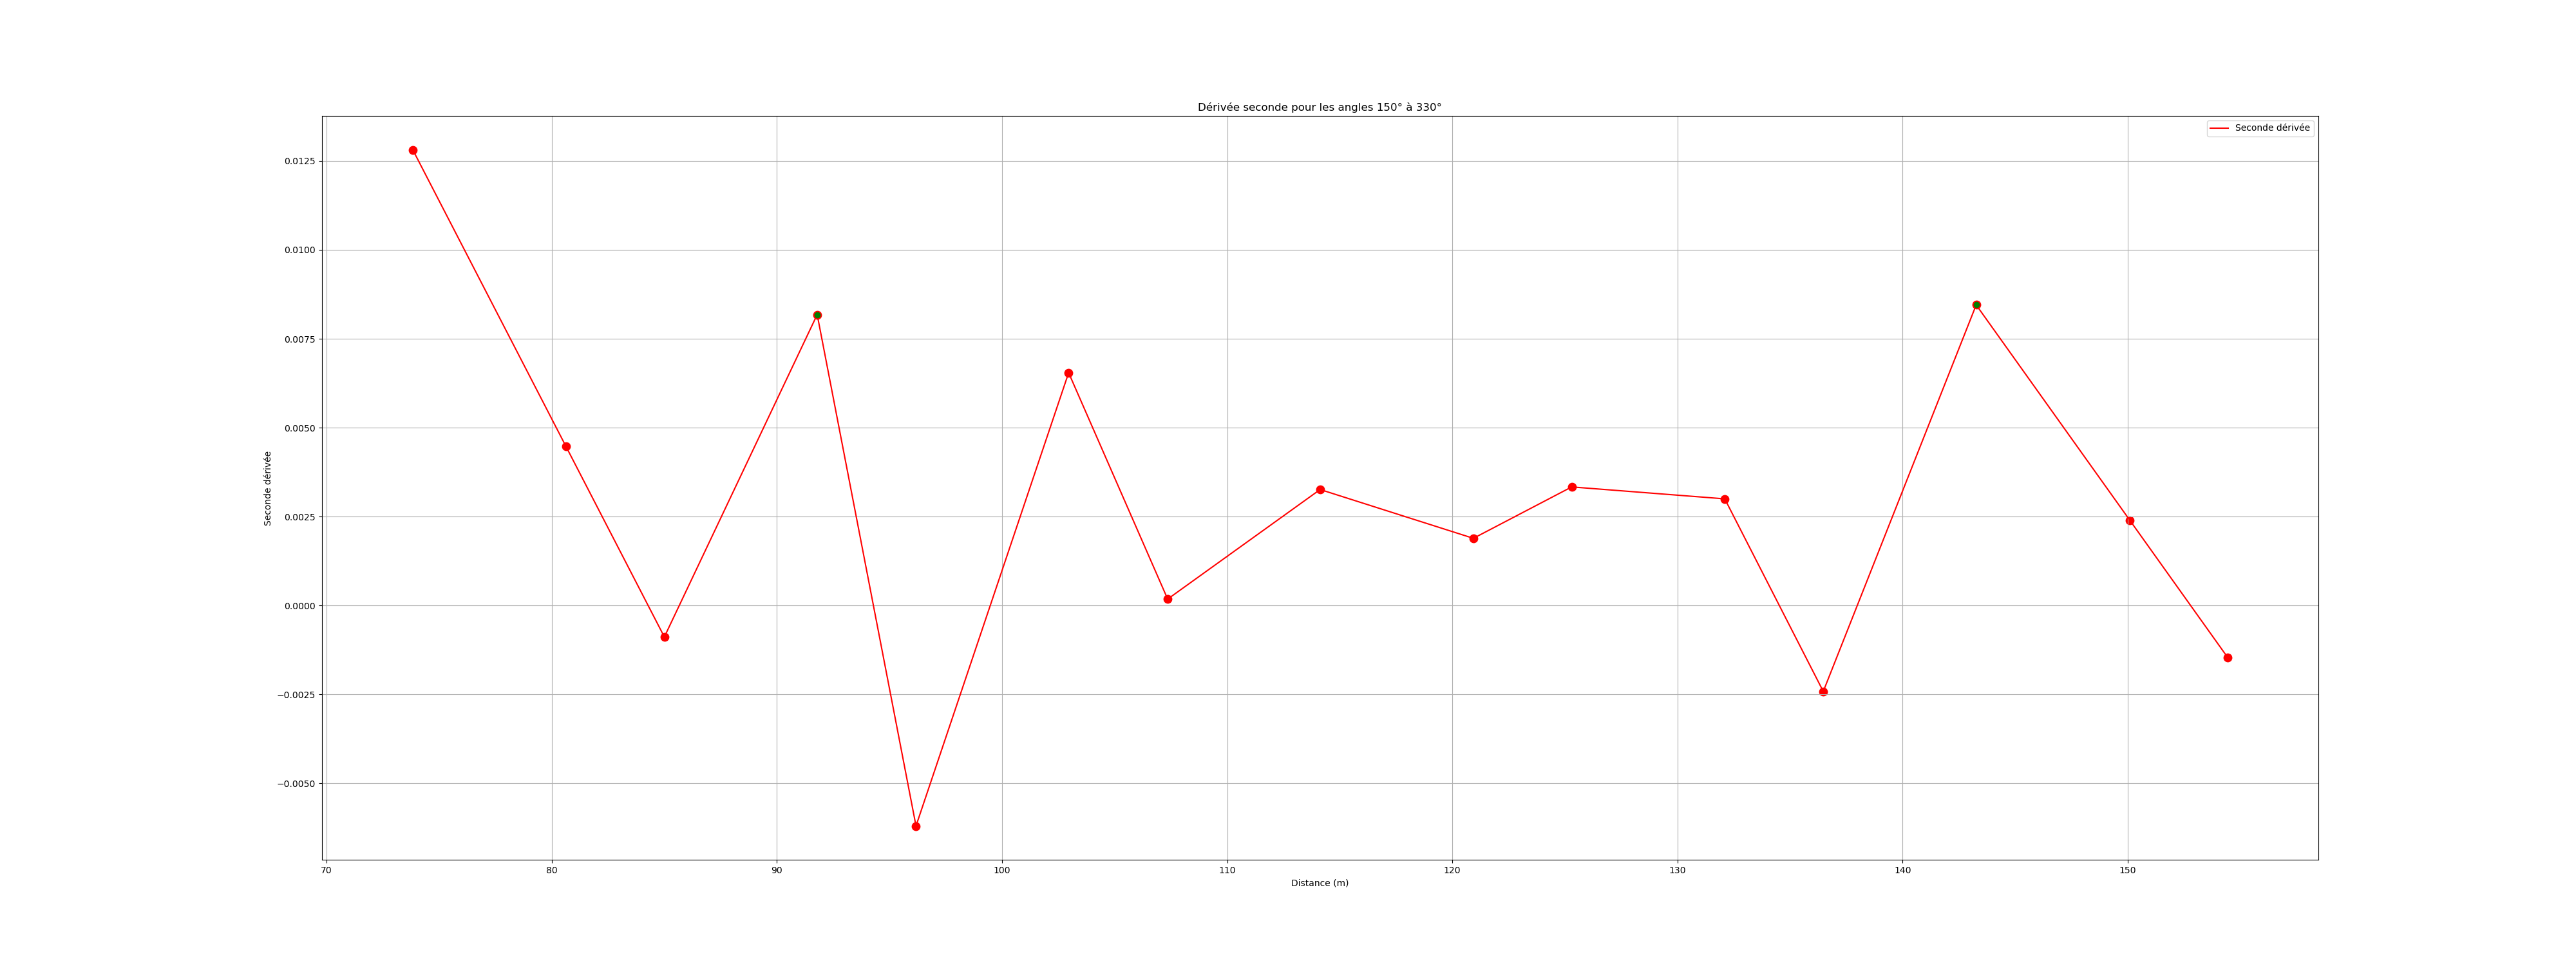 Dérivée seconde pour les angles 150° à 330°
Seconde dérivée
0.0125
0.0100
0.0075
0.0050
0.0025
0.0000
−0.0025
−0.0050
Seconde dérivée
70 80 90 100 110 120 130 140 150
Distance (m)